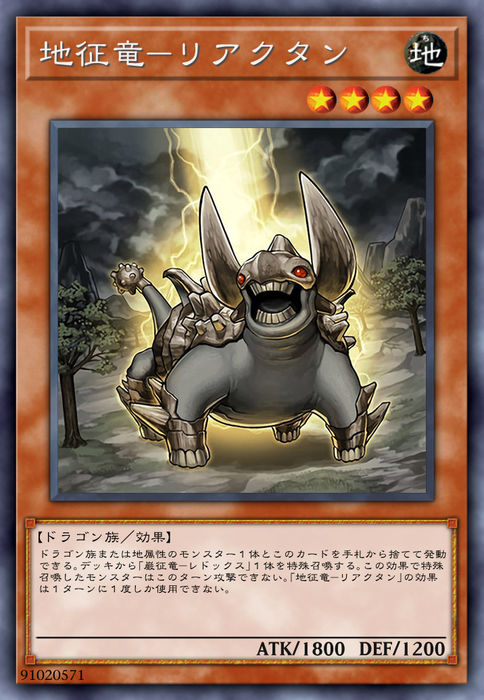 地征竜－リアクタン
ち
地
【ドラゴン族／効果】
ドラゴン族または地属性のモンスター１体とこのカードを手札から捨てて発動
できる。デッキから「巌征竜－レドックス」１体を特殊召喚する。この効果で特殊
召喚したモンスターはこのターン攻撃できない。「地征竜－リアクタン」の効果
は１ターンに１度しか使用できない。
ATK/1800 DEF/1200
91020571